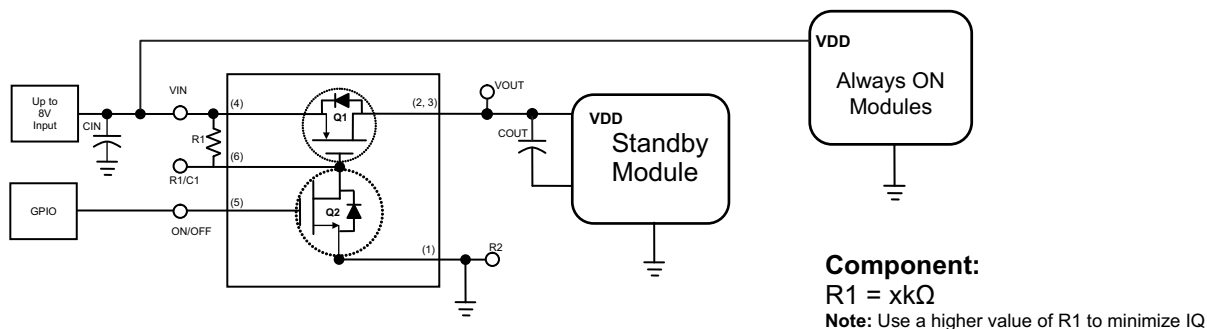 VDD
Always ON
Modules
Up to
8V
Input
CIN
VIN
(4)
Q1
(2, 3)
VOUT
COUT
VDD
Standby
Module
R1
(6)
R1/C1
GPIO
ON/OFF
(5)
Q2
(1)
R2
Component:
R1 = xkΩ
Note: Use a higher value of R1 to minimize IQ